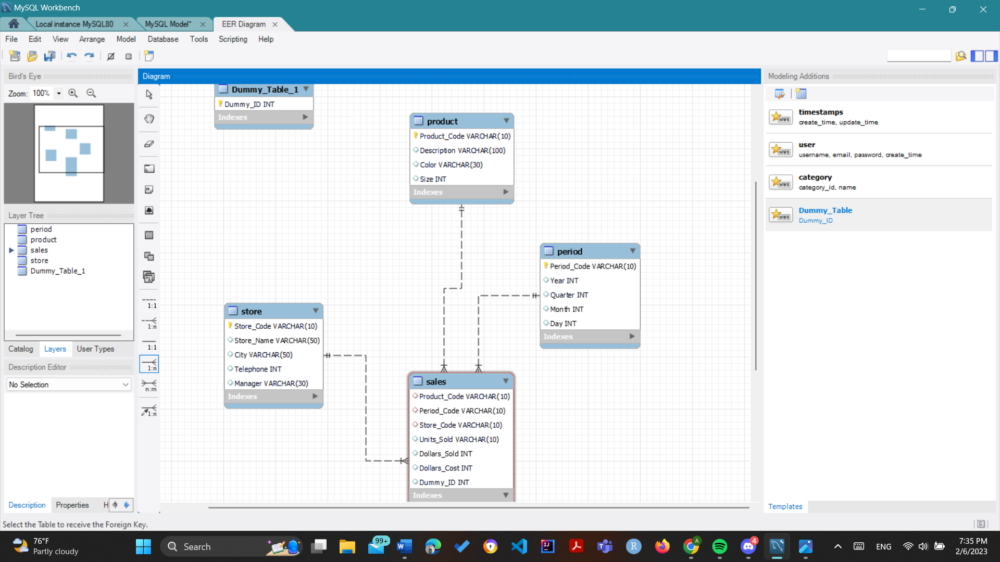 MySQL Workbench
Local instance MySQL80
MySQL Model*
EER Diagram
File Edit View Arrange Model Database Tools Scripting Help
Bird's Eye
Zoom: 100%
Layer Tree
period
product
sales
store
Dummy_Table_1
Catalog Layers User Types
Description Editor
No Selection
Description Properties H
Diagram
1:1
1:n
1:1
1:n
n:m
1:n
Dummy_Table_1
Dummy_ID INT
Indexes
product
Product_Code VARCHAR(10)
Description VARCHAR(100)
Color VARCHAR(30)
Size INT
Indexes
period
Period_Code VARCHAR(10)
Year INT
Quarter INT
Month INT
Day INT
Indexes
store
Store_Code VARCHAR(10)
Store_Name VARCHAR(50)
City VARCHAR(50)
Telephone INT
Manager VARCHAR(30)
Indexes
sales
Product_Code VARCHAR(10)
Period_Code VARCHAR(10)
Store_Code VARCHAR(10)
Units_Sold VARCHAR(10)
Dollars_Sold INT
Dollars_Cost INT
Dummy_ID INT
Indexes
Modeling Additions
MWB
timestamps
create_time, update_time
MWB
user
username, email, password, create_time
MWB
category
category_id, name
MWB
Dummy_Table
Dummy_ID
Templates
Select the Table to receive the Foreign Key.
76°F
Partly cloudy
Search
99+
W
IJ
T
R
A
4
ENG
7:35 PM
2/6/2023